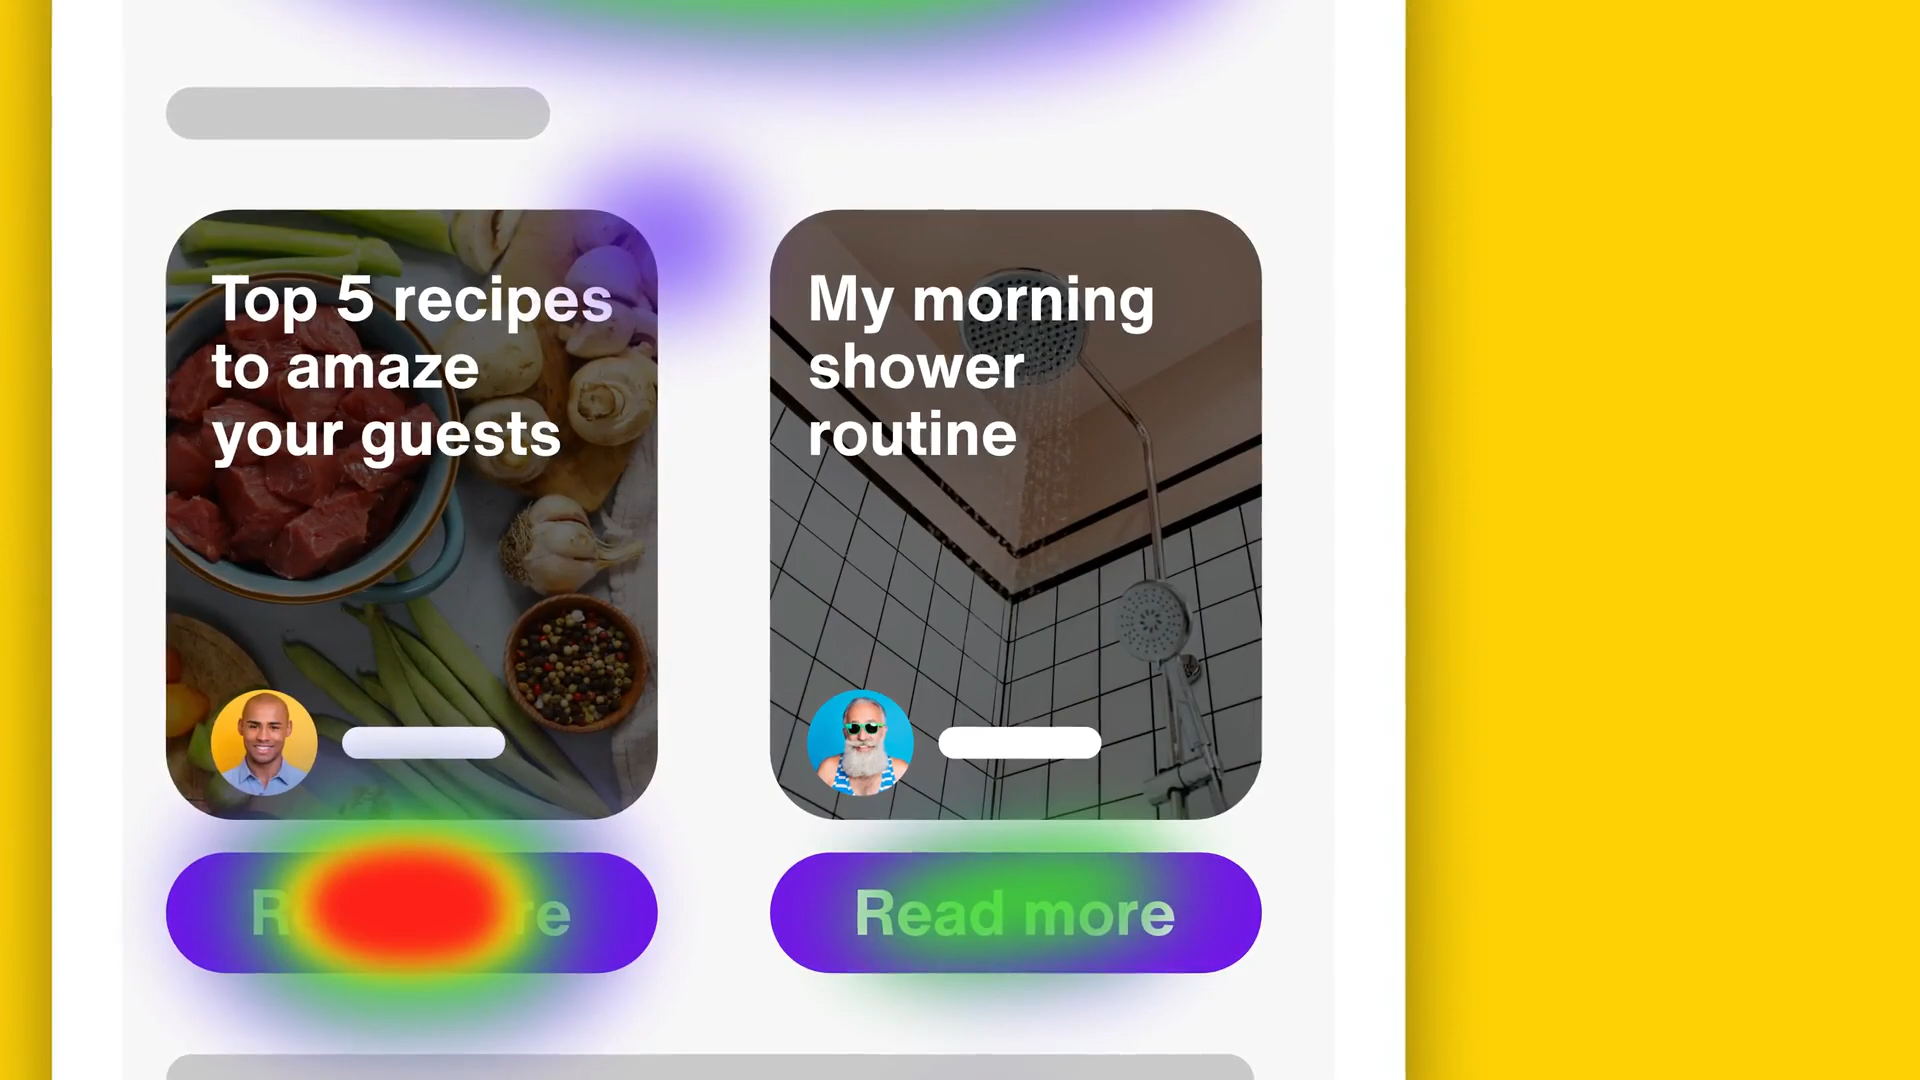 Top 5 recipes
to amaze
your guests
My morning
shower
routine
Read more